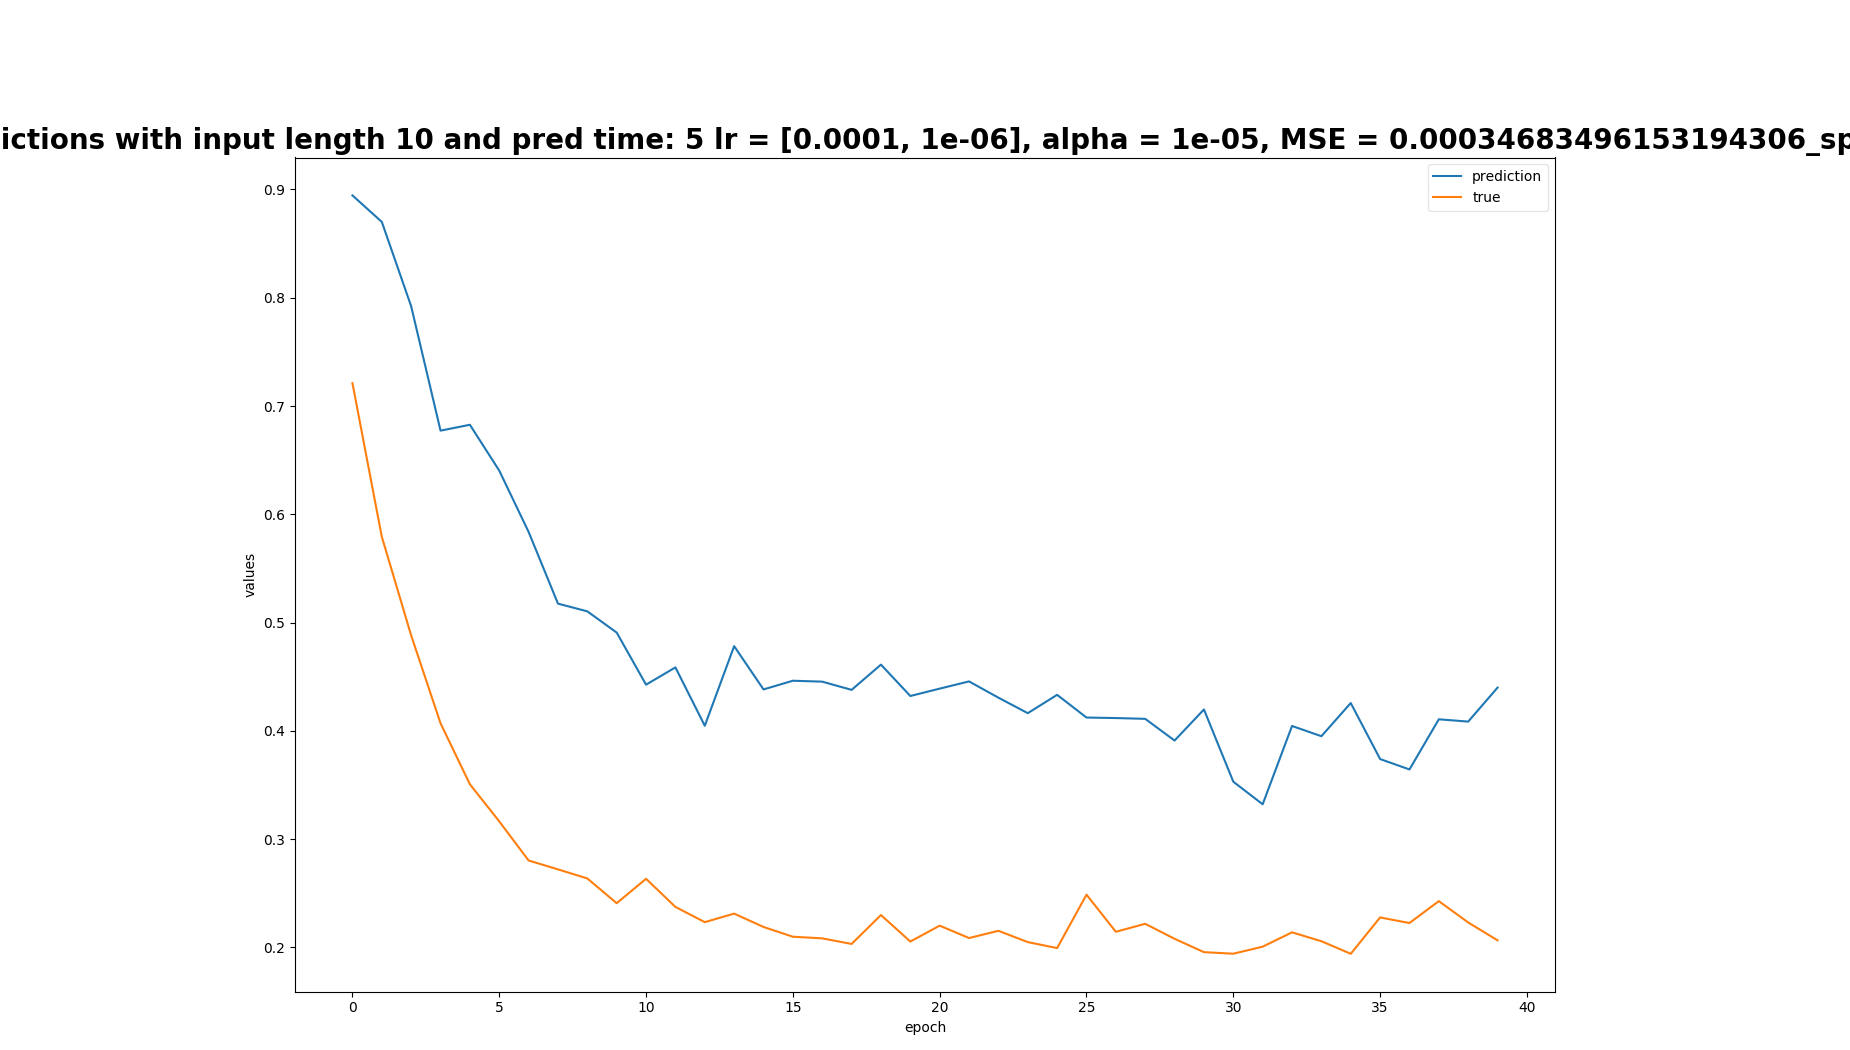 ictions with input length 10 and pred time: 5 lr = [0.0001, 1e-06], alpha = 1e-05, MSE = 0.00034683496153194306_sp
prediction
true
0.9
0.8
0.7
0.6
0.5
0.4
0.3
0.2
values
0 5 10 15 20 25 30 35 40
epoch